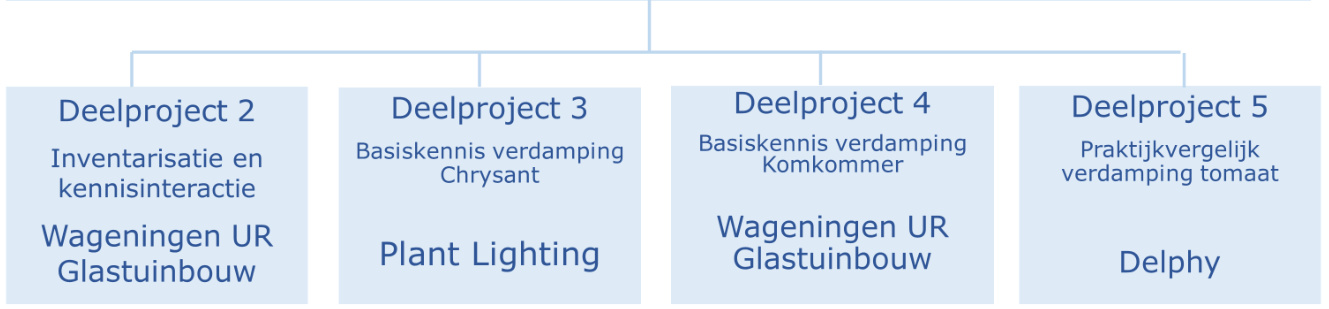 Deelproject 2
Inventarisatie en
kennisinteractie
Wageningen UR
Glastuinbouw
Deelproject 3
Basiskennis verdamping
Chrysant
Plant Lighting
Deelproject 4
Basiskennis verdamping
Komkommer
Wageningen UR
Glastuinbouw
Deelproject 5
Praktijkvergelijk
verdamping tomaat
Delphy